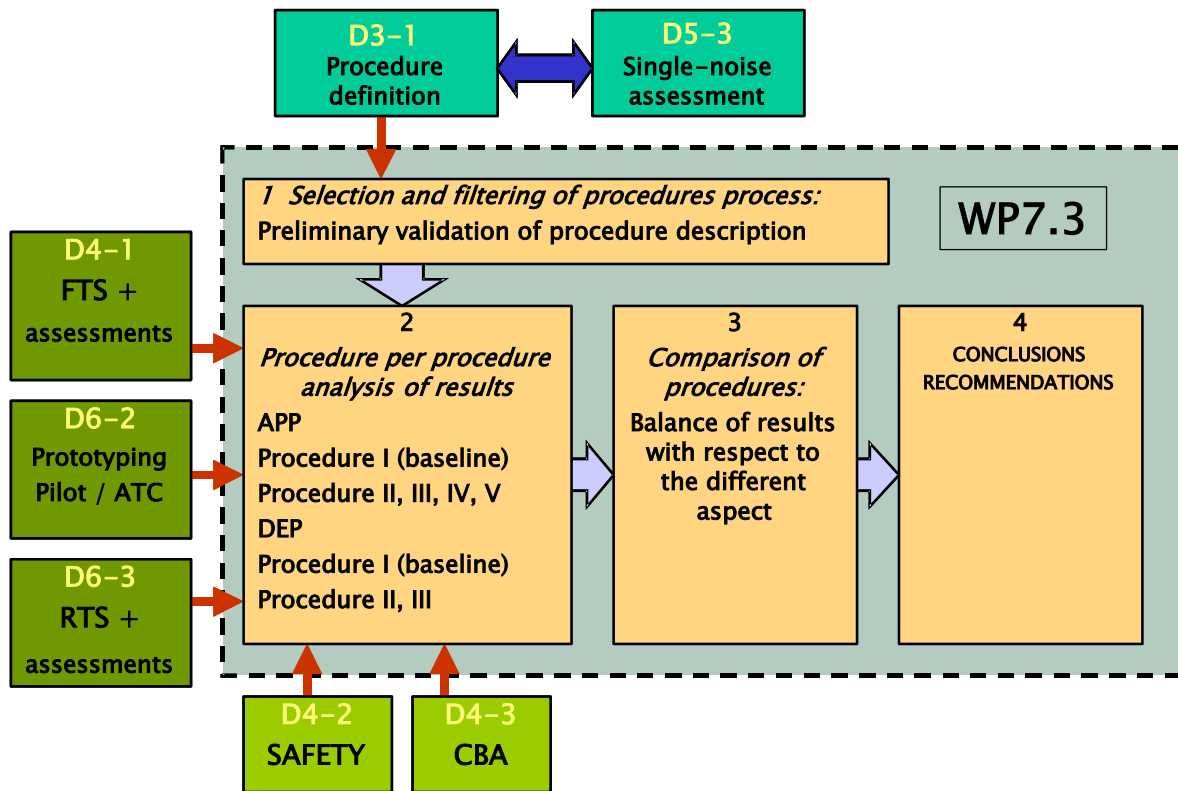 D3-1
Procedure
definition
D5-3
Single-noise
assessment
1 Selection and filtering of procedures process:
Preliminary validation of procedure description
WP7.3
D4-1
FTS +
assessments
D6-2
Prototyping
Pilot / ATC
D6-3
RTS +
assessments
2
Procedure per procedure
analysis of results
APP
Procedure I (baseline)
Procedure II, III, IV, V
DEP
Procedure I (baseline)
Procedure II, III
3
Comparison of
procedures:
Balance of results
with respect to
the different
aspect
4
CONCLUSIONS
RECOMMENDATIONS
D4-2
SAFETY
D4-3
CBA